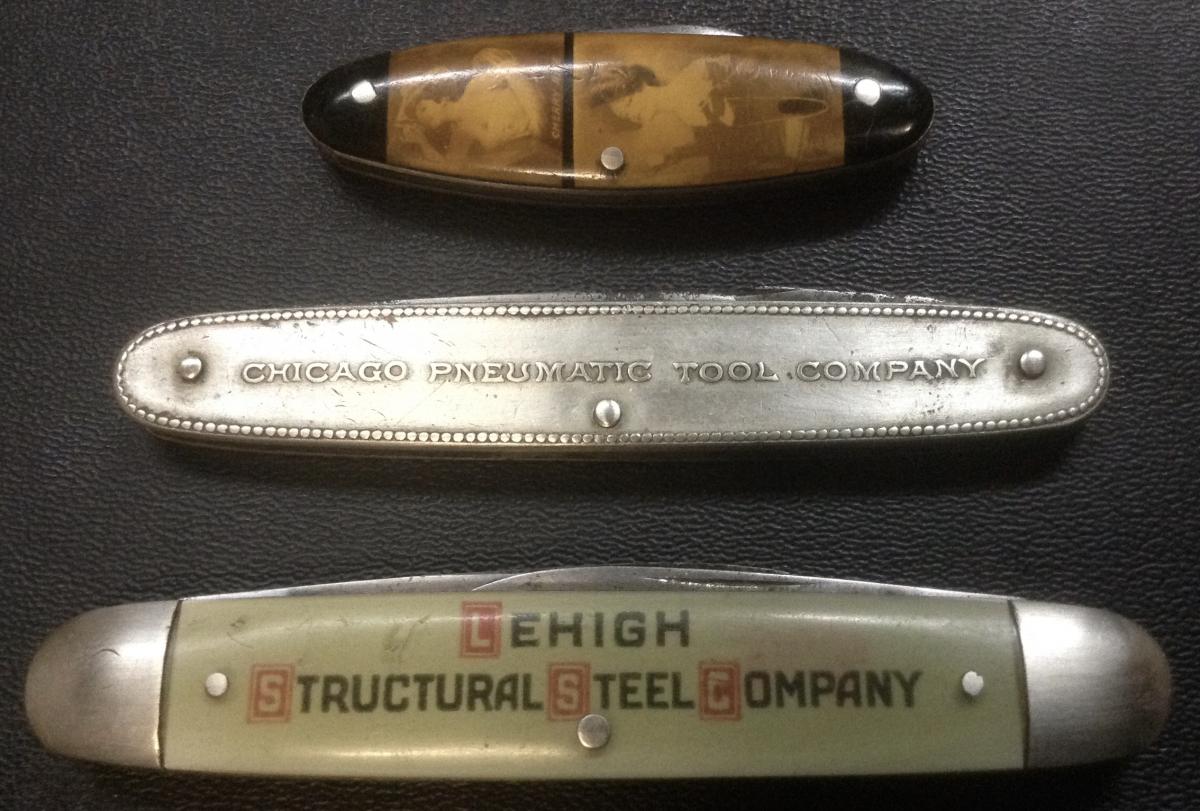 CHICAGO PNEUMATIC TOOL COMPANY
LEHIGH
STRUCTURAL STEEL COMPANY